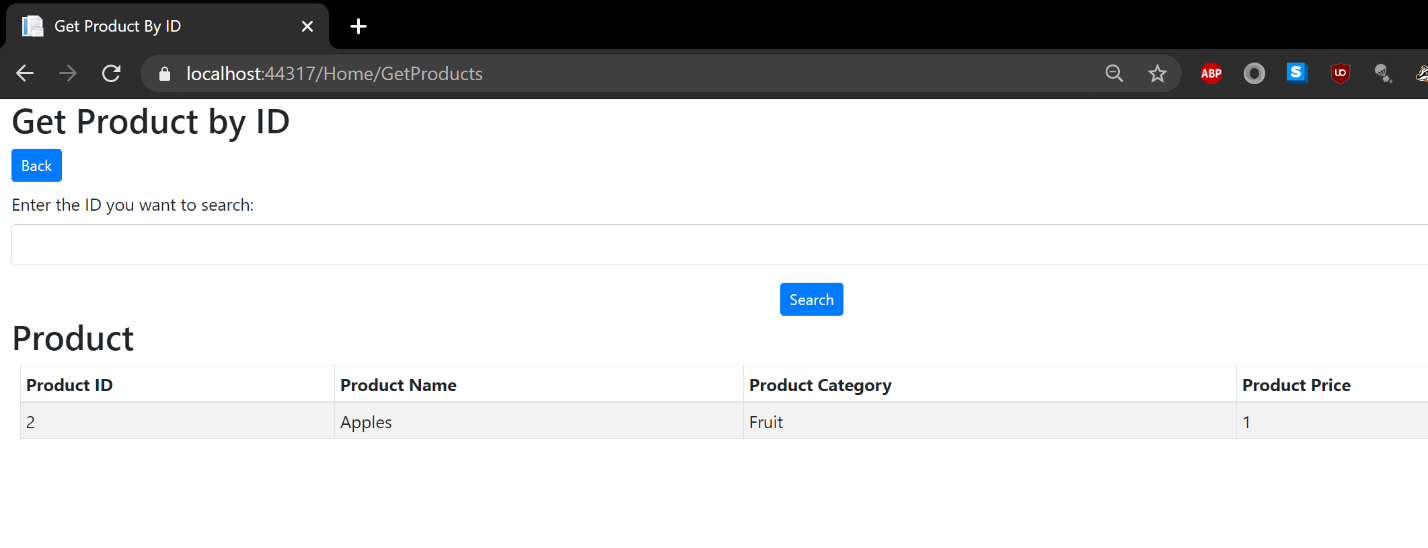 Get Product By ID
localhost:44317/Home/GetProducts
ABP
S
UD
Get Product by ID
Back
Enter the ID you want to search:
Search
Product
Product ID Product Name Product Category Product Price
2 Apples Fruit 1